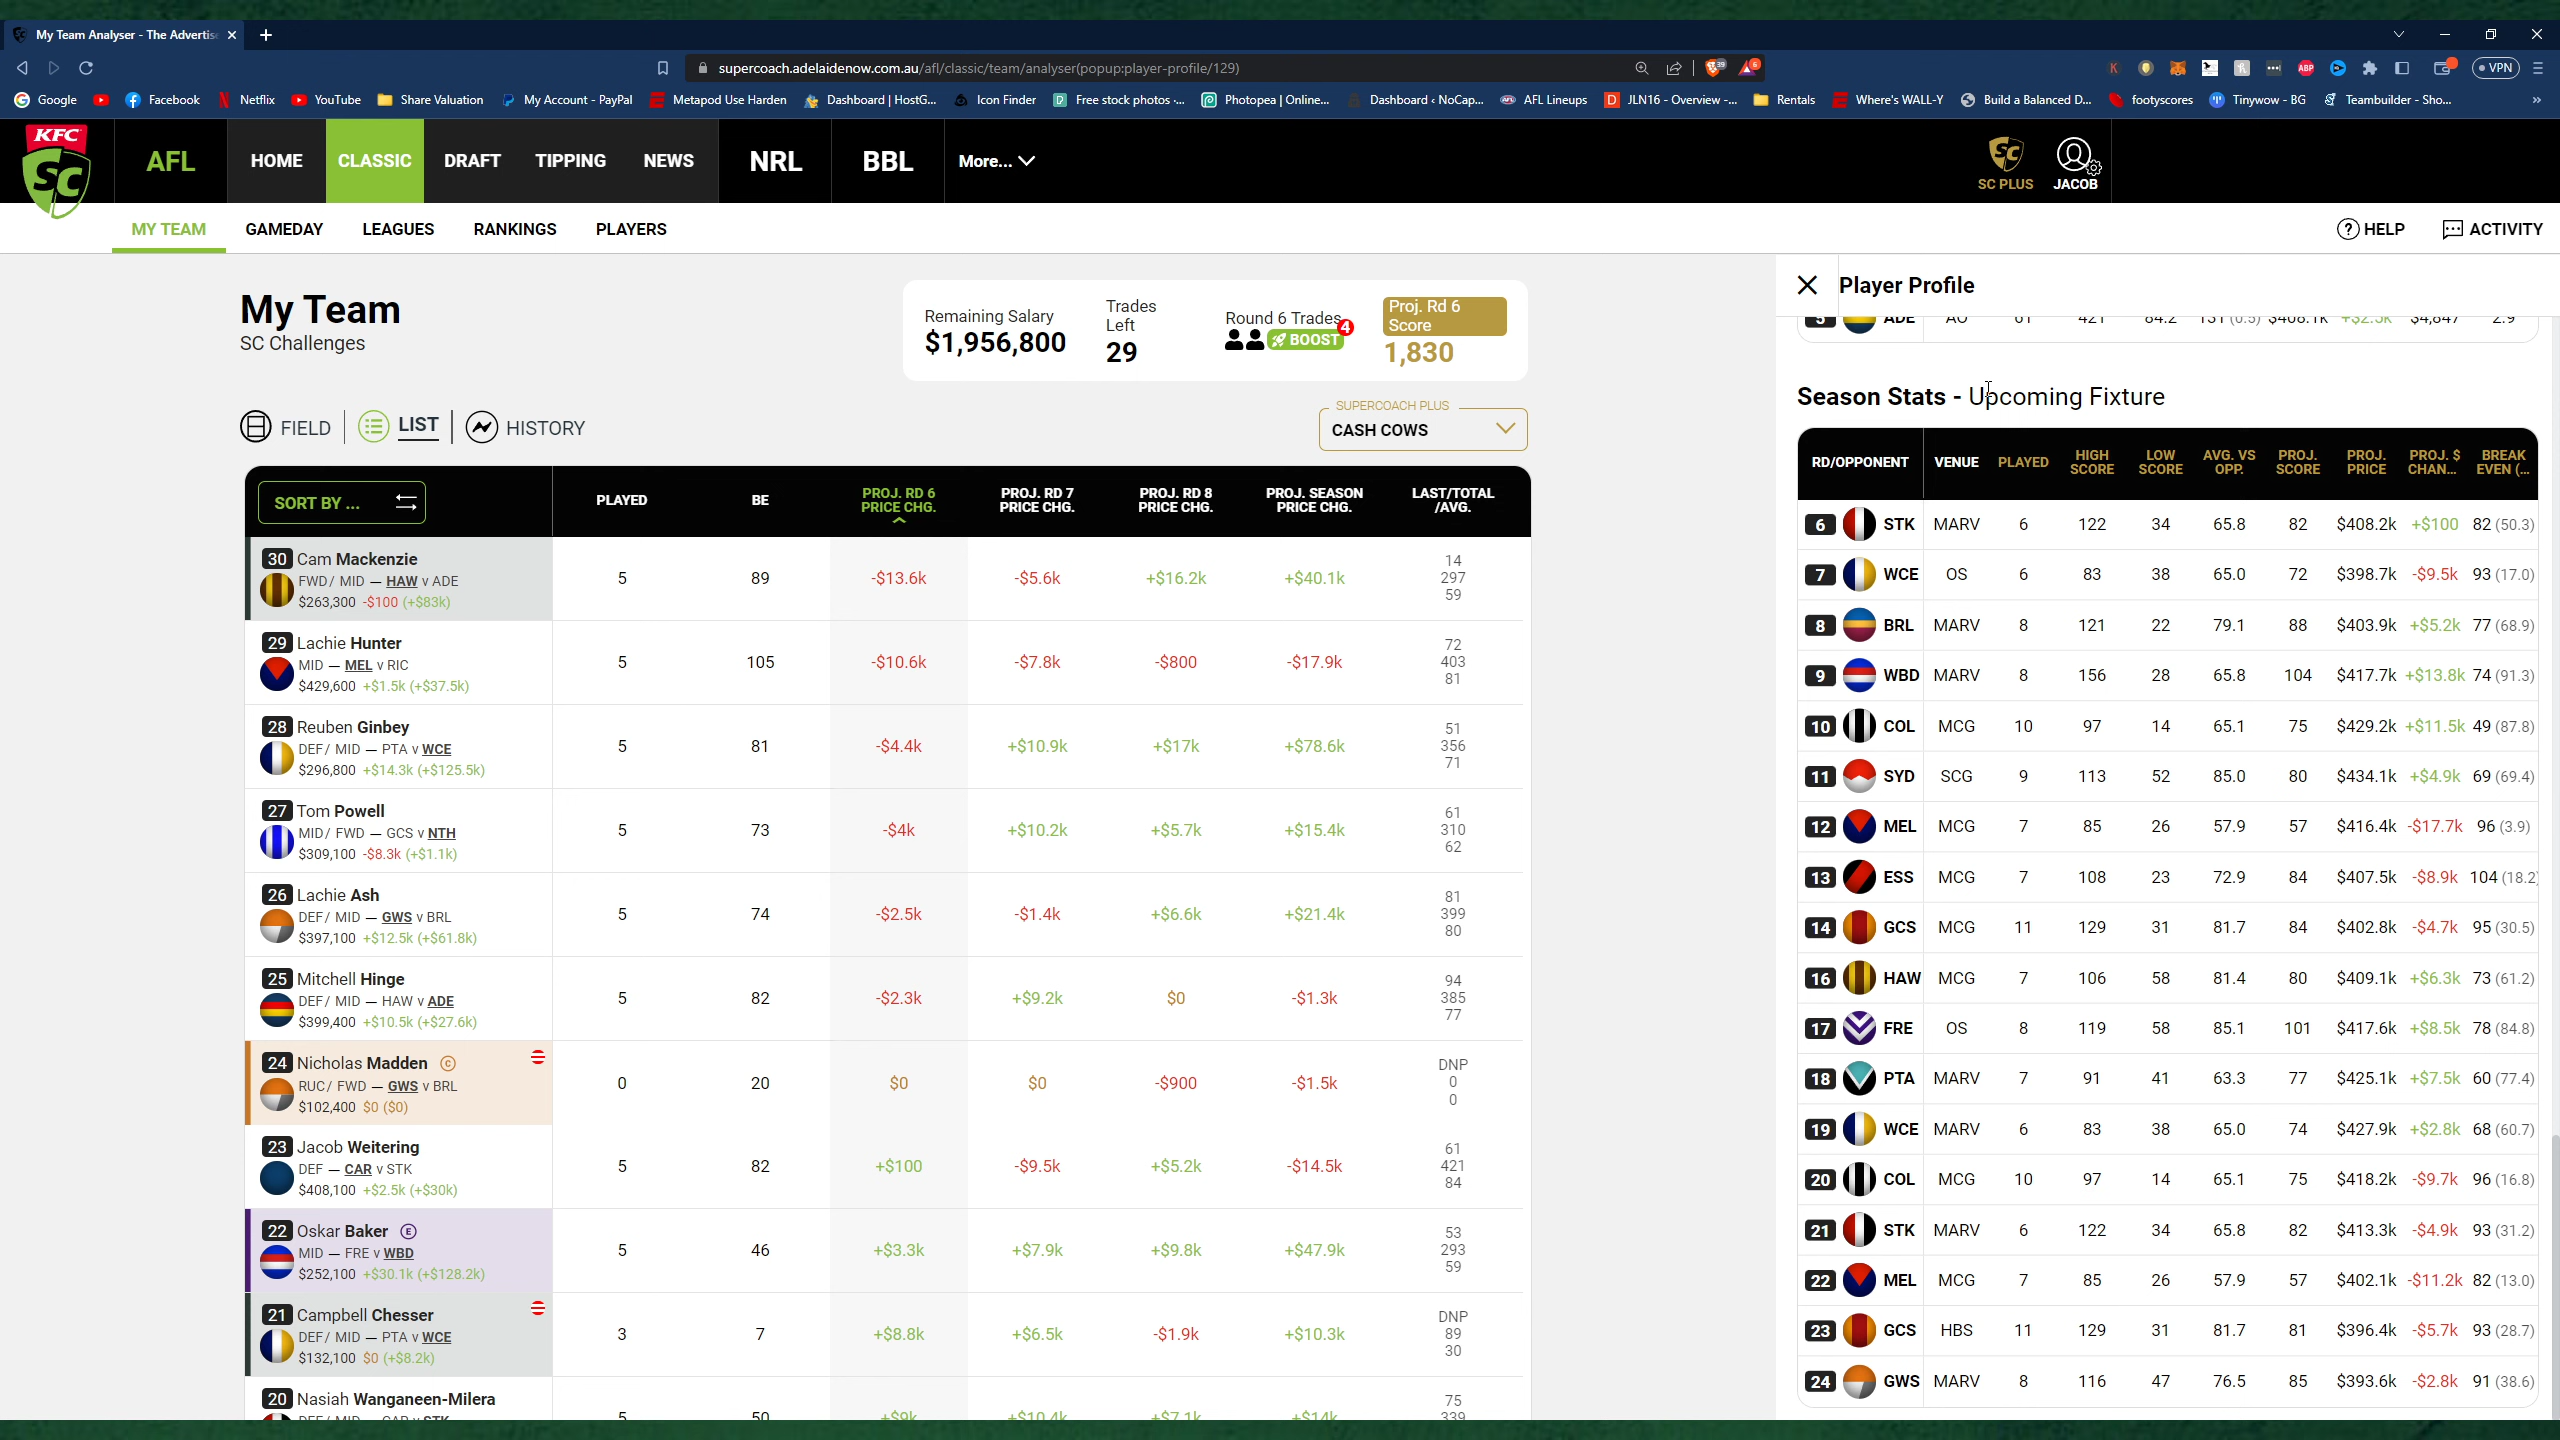 My Team Analyser - The Advertis
supercoach.adelaidenow.com.au/afl/classic/team/analyser(popup:player-profile/129)
VPN
Google Facebook Netflix YouTube Share Valuation My Account - PayPal Metapod Use Harden Dashboard | HostG... Icon Finder Free stock photos -... Photopea | Online... Dashboard ‹ NoCap... AFL Lineups JLN16 - Overview -... Rentals Where's WALL-Y Build a Balanced D... footyscores Tinywow - BG Teambuilder - Sho... »
KFC SC AFL HOME CLASSIC DRAFT TIPPING NEWS NRL BBL More... SC PLUS JACOB
MY TEAM GAMEDAY LEAGUES RANKINGS PLAYERS HELP ACTIVITY
My Team
SC Challenges
Remaining Salary
$1,956,800
Trades Left
29
Round 6 Trades
BOOST 4
Proj. Rd 6 Score
1,830
FIELD LIST HISTORY
SUPERCOACH PLUS
CASH COWS
SORT BY ... PLAYED BE PROJ. RD 6 PRICE CHG. PROJ. RD 7 PRICE CHG. PROJ. RD 8 PRICE CHG. PROJ. SEASON PRICE CHG. LAST/TOTAL /AVG.
30 Cam Mackenzie
FWD/ MID — HAW v ADE
$263,300 -$100 (+$83k)
5 89 -$13.6k -$5.6k +$16.2k +$40.1k 14 297 59
29 Lachie Hunter
MID — MEL v RIC
$429,600 +$1.5k (+$37.5k)
5 105 -$10.6k -$7.8k -$800 -$17.9k 72 403 81
28 Reuben Ginbey
DEF/ MID — PTA v WCE
$296,800 +$14.3k (+$125.5k)
5 81 -$4.4k +$10.9k +$17k +$78.6k 51 356 71
27 Tom Powell
MID/ FWD — GCS v NTH
$309,100 -$8.3k (+$1.1k)
5 73 -$4k +$10.2k +$5.7k +$15.4k 61 310 62
26 Lachie Ash
DEF/ MID — GWS v BRL
$397,100 +$12.5k (+$61.8k)
5 74 -$2.5k -$1.4k +$6.6k +$21.4k 81 399 80
25 Mitchell Hinge
DEF/ MID — HAW v ADE
$399,400 +$10.5k (+$27.6k)
5 82 -$2.3k +$9.2k $0 -$1.3k 94 385 77
24 Nicholas Madden C
RUC/ FWD — GWS v BRL
$102,400 $0 ($0)
0 20 $0 $0 -$900 -$1.5k DNP 0 0
23 Jacob Weitering
DEF — CAR v STK
$408,100 +$2.5k (+$30k)
5 82 +$100 -$9.5k +$5.2k -$14.5k 61 421 84
22 Oskar Baker E
MID — FRE v WBD
$252,100 +$30.1k (+$128.2k)
5 46 +$3.3k +$7.9k +$9.8k +$47.9k 53 293 59
21 Campbell Chesser
DEF/ MID — PTA v WCE
$132,100 $0 (+$8.2k)
3 7 +$8.8k +$6.5k -$1.9k +$10.3k DNP 89 30
20 Nasiah Wanganeen-Milera
DEF/ MID — CAR v STK
5 50 +$9k +$10.4k +$7.1k +$14k 75 339
Player Profile
5 ADE AO 61 421 84.2 131 (0.5) $408.1k +$2.5k $4,847 2.9
Season Stats - Upcoming Fixture
RD/OPPONENT VENUE PLAYED HIGH SCORE LOW SCORE AVG. VS OPP. PROJ. SCORE PROJ. PRICE PROJ. $ CHAN... BREAK EVEN (...
6 STK MARV 6 122 34 65.8 82 $408.2k +$100 82 (50.3)
7 WCE OS 6 83 38 65.0 72 $398.7k -$9.5k 93 (17.0)
8 BRL MARV 8 121 22 79.1 88 $403.9k +$5.2k 77 (68.9)
9 WBD MARV 8 156 28 65.8 104 $417.7k +$13.8k 74 (91.3)
10 COL MCG 10 97 14 65.1 75 $429.2k +$11.5k 49 (87.8)
11 SYD SCG 9 113 52 85.0 80 $434.1k +$4.9k 69 (69.4)
12 MEL MCG 7 85 26 57.9 57 $416.4k -$17.7k 96 (3.9)
13 ESS MCG 7 108 23 72.9 84 $407.5k -$8.9k 104 (18.2
14 GCS MCG 11 129 31 81.7 84 $402.8k -$4.7k 95 (30.5)
16 HAW MCG 7 106 58 81.4 80 $409.1k +$6.3k 73 (61.2)
17 FRE OS 8 119 58 85.1 101 $417.6k +$8.5k 78 (84.8)
18 PTA MARV 7 91 41 63.3 77 $425.1k +$7.5k 60 (77.4)
19 WCE MARV 6 83 38 65.0 74 $427.9k +$2.8k 68 (60.7)
20 COL MCG 10 97 14 65.1 75 $418.2k -$9.7k 96 (16.8)
21 STK MARV 6 122 34 65.8 82 $413.3k -$4.9k 93 (31.2)
22 MEL MCG 7 85 26 57.9 57 $402.1k -$11.2k 82 (13.0)
23 GCS HBS 11 129 31 81.7 81 $396.4k -$5.7k 93 (28.7)
24 GWS MARV 8 116 47 76.5 85 $393.6k -$2.8k 91 (38.6)